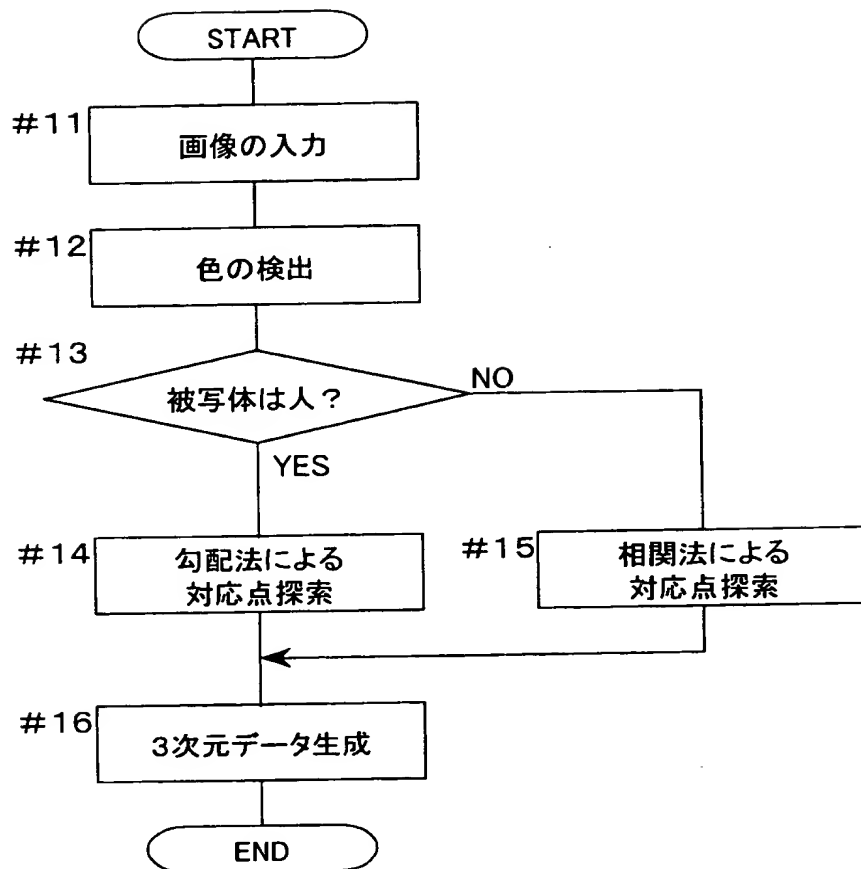 START
#11
画像の入力
#12
色の検出
#13
被写体は人?
NO
YES
#14
勾配法による
対応点探索
#15
相関法による
対応点探索
#16
3次元データ生成
END